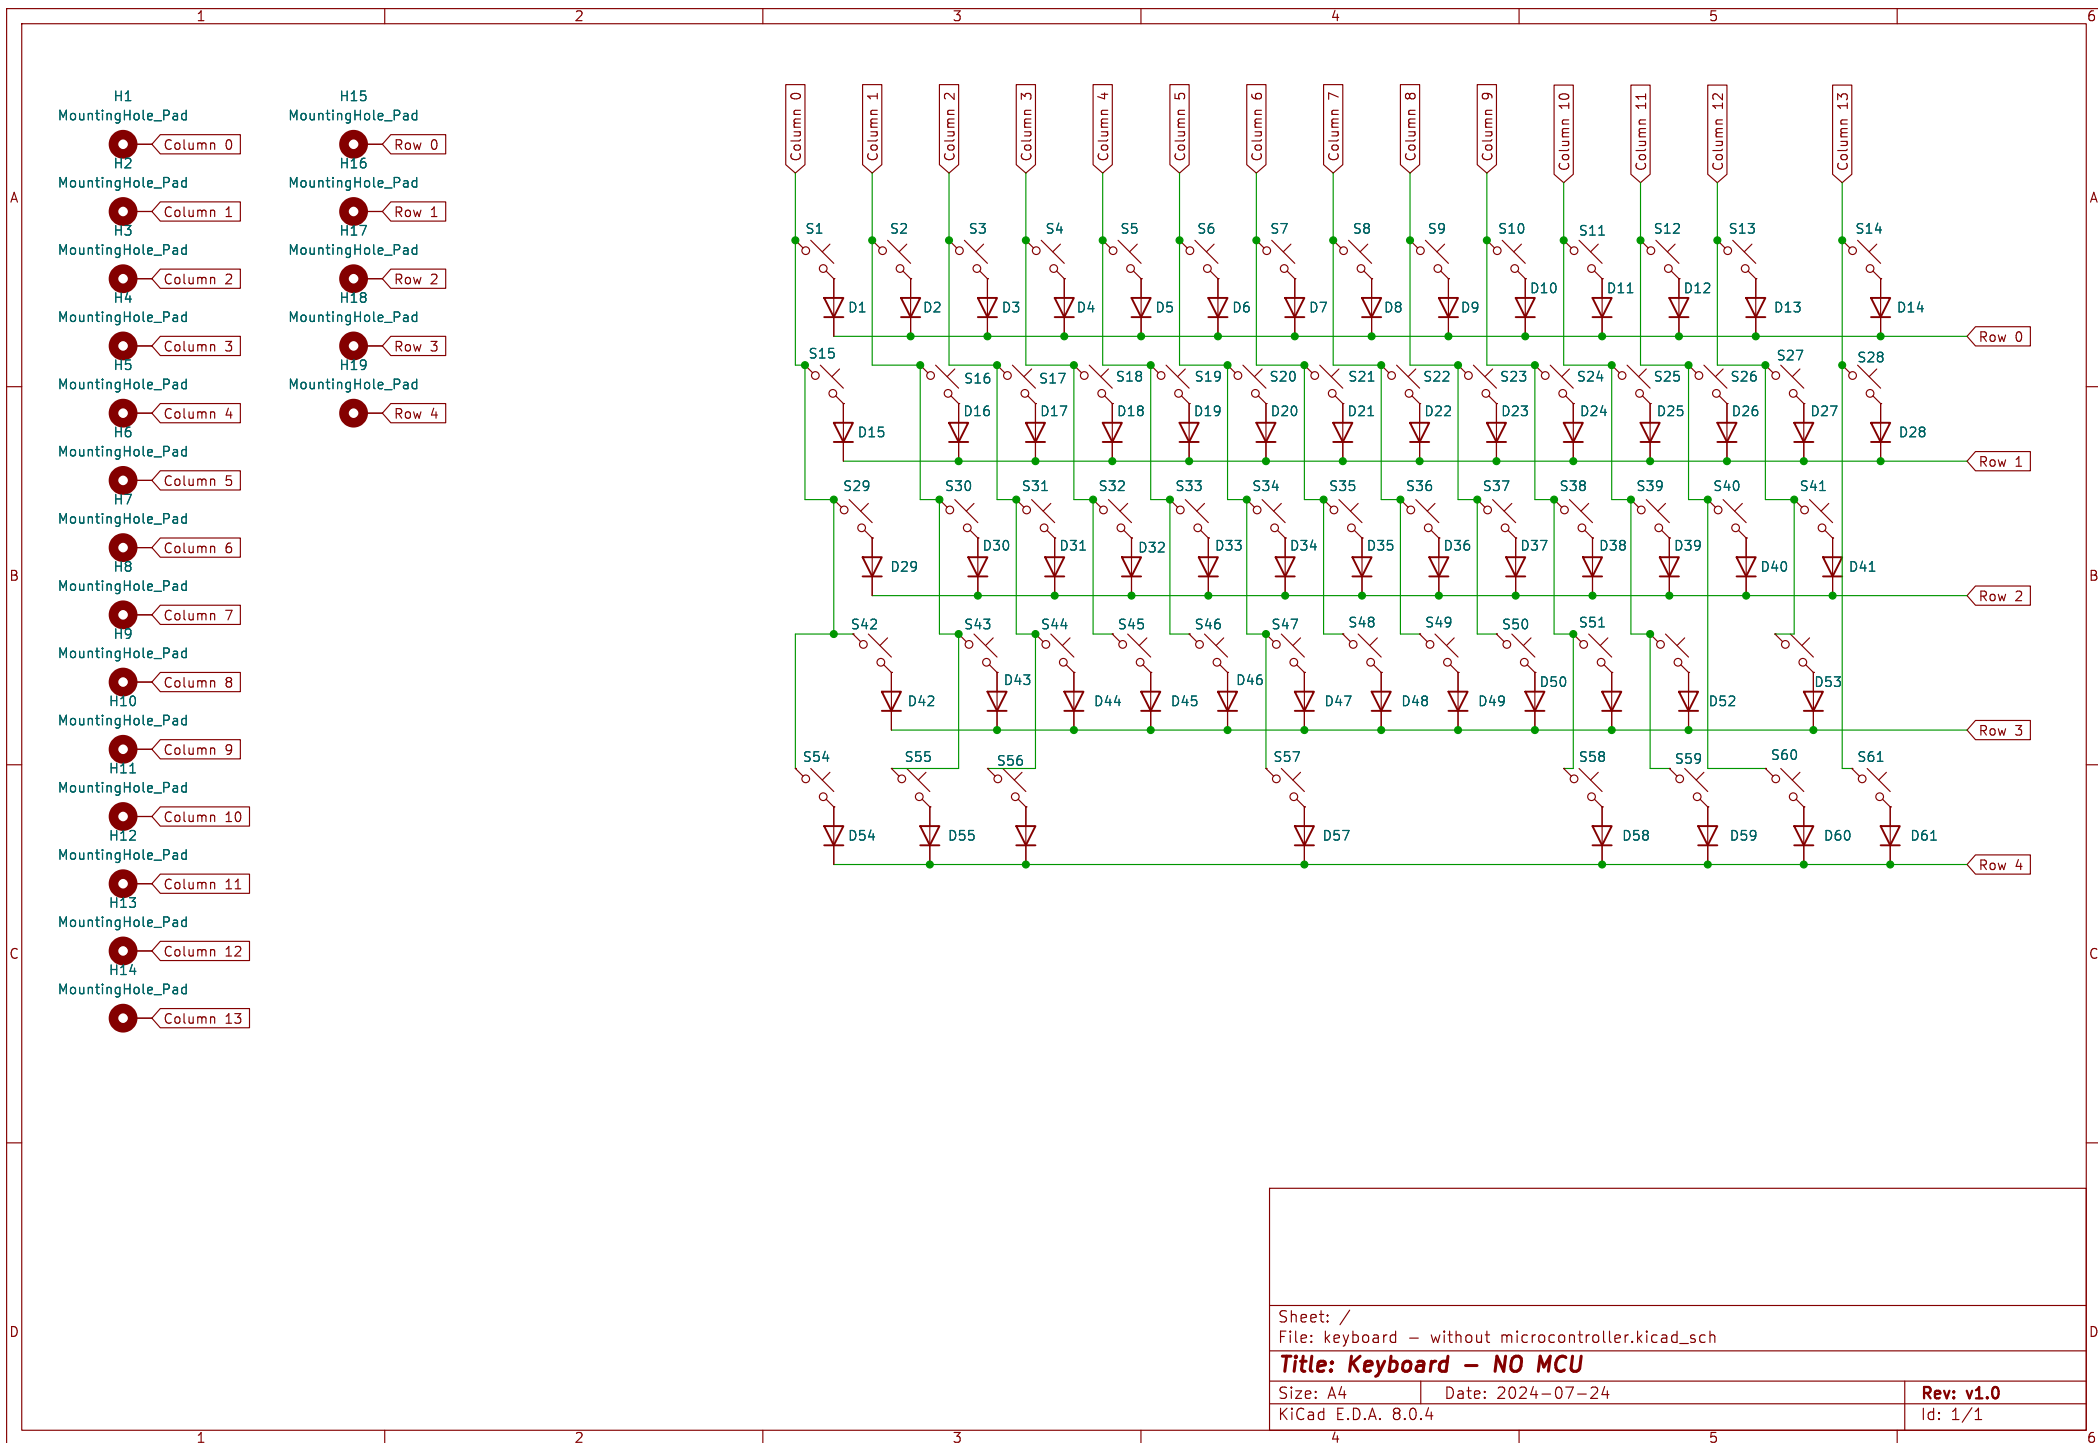 1 2 3 4 5 6
A A
B B
C C
D D
H1
MountingHole_Pad
Column 0
H2
MountingHole_Pad
Column 1
H3
MountingHole_Pad
Column 2
H4
MountingHole_Pad
Column 3
H5
MountingHole_Pad
Column 4
H6
MountingHole_Pad
Column 5
H7
MountingHole_Pad
Column 6
H8
MountingHole_Pad
Column 7
H9
MountingHole_Pad
Column 8
H10
MountingHole_Pad
Column 9
H11
MountingHole_Pad
Column 10
H12
MountingHole_Pad
Column 11
H13
MountingHole_Pad
Column 12
H14
MountingHole_Pad
Column 13
H15
MountingHole_Pad
Row 0
H16
MountingHole_Pad
Row 1
H17
MountingHole_Pad
Row 2
H18
MountingHole_Pad
Row 3
H19
MountingHole_Pad
Row 4
Column 0 Column 1 Column 2 Column 3 Column 4 Column 5 Column 6 Column 7 Column 8 Column 9 Column 10 Column 11 Column 12 Column 13
S1 S2 S3 S4 S5 S6 S7 S8 S9 S10 S11 S12 S13 S14
D1 D2 D3 D4 D5 D6 D7 D8 D9 D10 D11 D12 D13 D14
Row 0
S15 S16 S17 S18 S19 S20 S21 S22 S23 S24 S25 S26 S27 S28
D15 D16 D17 D18 D19 D20 D21 D22 D23 D24 D25 D26 D27 D28
Row 1
S29 S30 S31 S32 S33 S34 S35 S36 S37 S38 S39 S40 S41
D29 D30 D31 D32 D33 D34 D35 D36 D37 D38 D39 D40 D41
Row 2
S42 S43 S44 S45 S46 S47 S48 S49 S50 S51
D42 D43 D44 D45 D46 D47 D48 D49 D50 D52 D53
Row 3
S54 S55 S56 S57 S58 S59 S60 S61
D54 D55 D57 D58 D59 D60 D61
Row 4
Sheet: /
File: keyboard – without microcontroller.kicad_sch
Title: Keyboard – NO MCU
Size: A4 Date: 2024-07-24 Rev: v1.0
KiCad E.D.A. 8.0.4 Id: 1/1
1 2 3 4 5 6